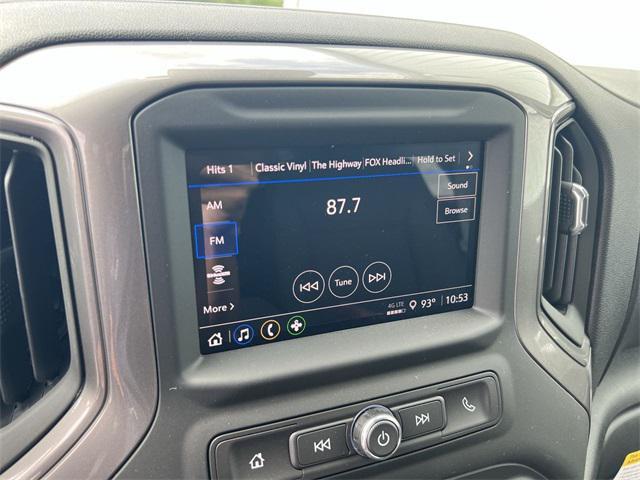 Hits 1 Classic Vinyl The Highway FOX Headli... Hold to Set >
AM 87.7 Sound
FM Browse
Tune
More >
4G LTE 93° 10:53